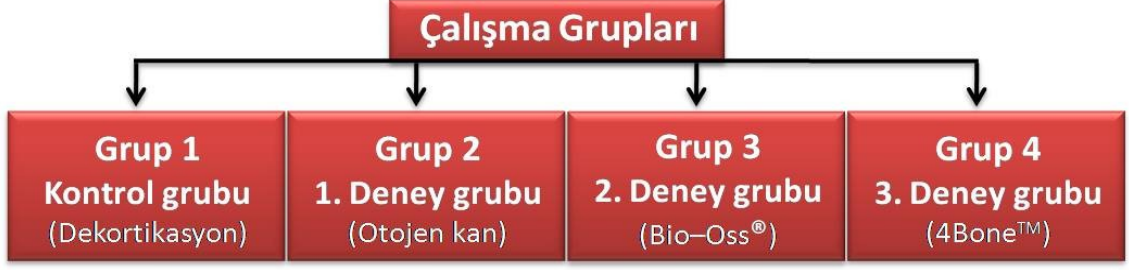 Çalışma Grupları
Grup 1
Kontrol grubu
(Dekortikasyon)
Grup 2
1. Deney grubu
(Otojen kan)
Grup 3
2. Deney grubu
(Bio–Oss®)
Grup 4
3. Deney grubu
(4Bone™)